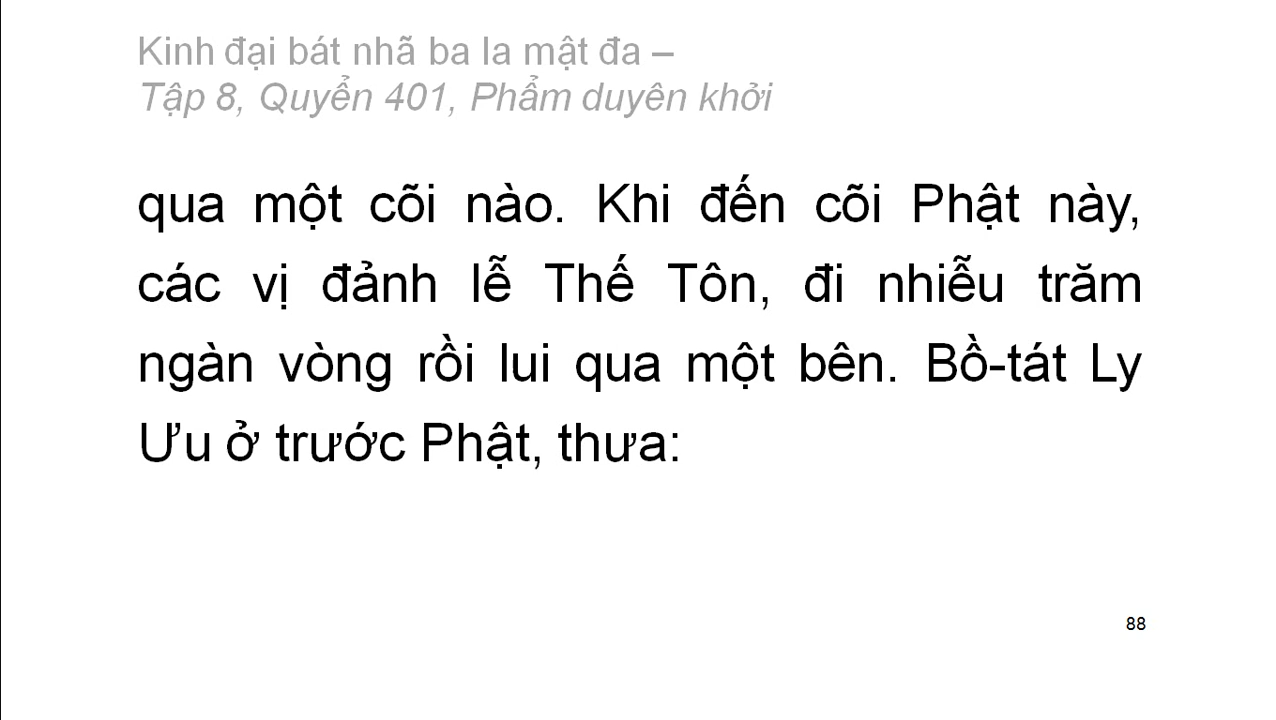 Kinh đại bát nhã ba la mật đa –
Tập 8, Quyển 401, Phẩm duyên khởi
qua một cõi nào. Khi đến cõi Phật này,
các vị đảnh lễ Thế Tôn, đi nhiễu trăm
ngàn vòng rồi lui qua một bên. Bồ-tát Ly
Ưu ở trước Phật, thưa:
88